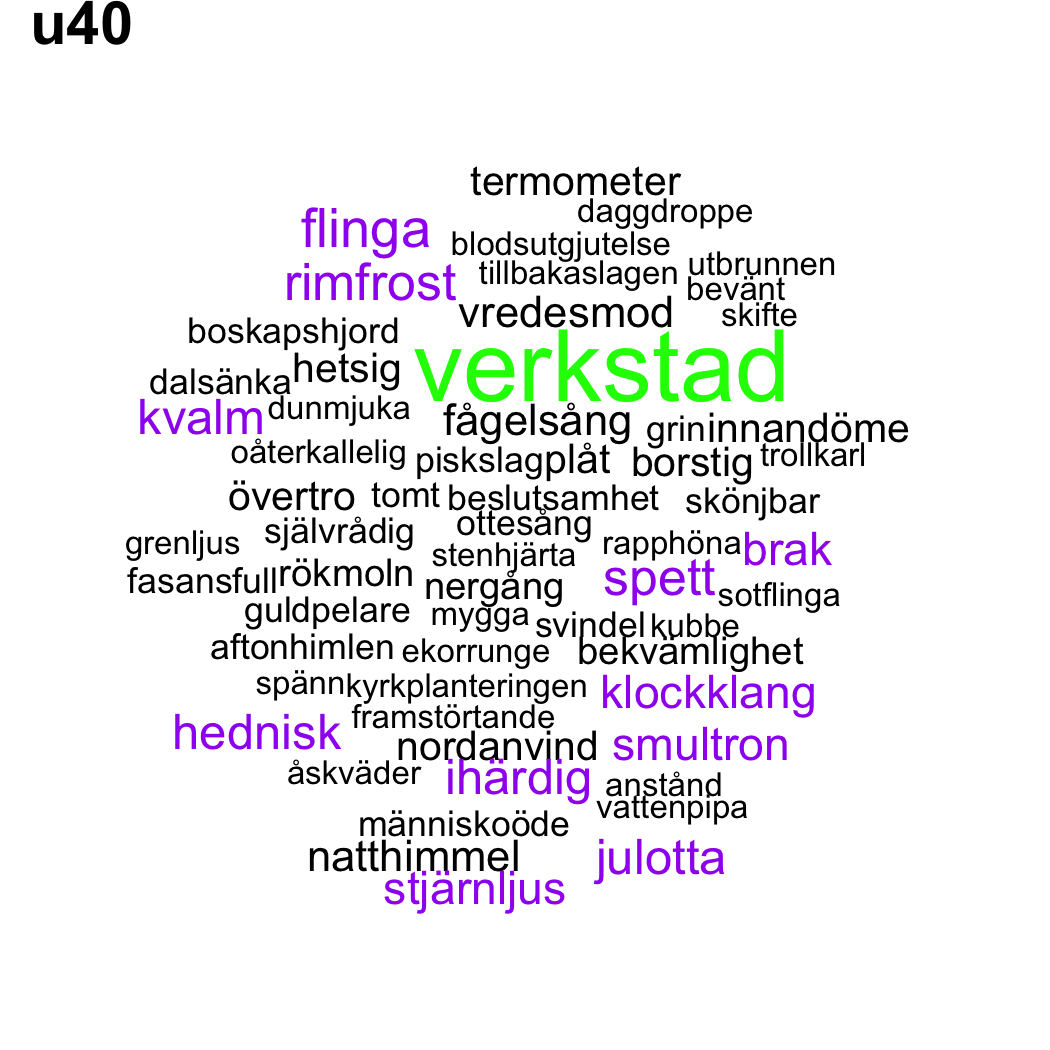 u40
termometer
daggdroppe
flinga
blodsutgjutelse
utbrunnen
rimfrost
tillbakaslagen
bevänt
vredesmod
skifte
boskapshjord
verkstad
hetsig
dalsänka
dunmjuka
kvalm
fågelsång
grin
innandöme
oåterkallelig
piskslag
plåt
borstig
trollkarl
övertro
tomt
beslutsamhet
skönjbar
självrådig
ottesång
grenljus
stenhjärta
rapphöna
brak
fasansfull
rökmoln
nergång
spett
sotflinga
guldpelare
mygga
svindel
kubbe
aftonhimlen
ekorrunge
bekvämlighet
spänn
kyrkplanteringen
klockklang
framstörtande
hednisk
nordanvind
smultron
åskväder
ihärdig
anstånd
vattenpipa
människoöde
natthimmel
julotta
stjärnljus